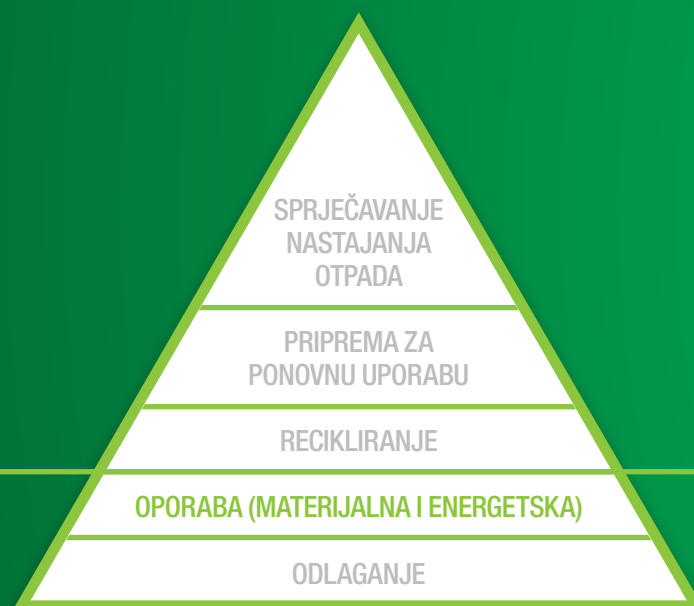 SPRJEČAVANJE
NASTAJANJA
OTPADA
PRIPREMA ZA
PONOVNU UPORABU
RECIKLIRANJE
OPORABA (MATERIJALNA I ENERGETSKA)
ODLAGANJE